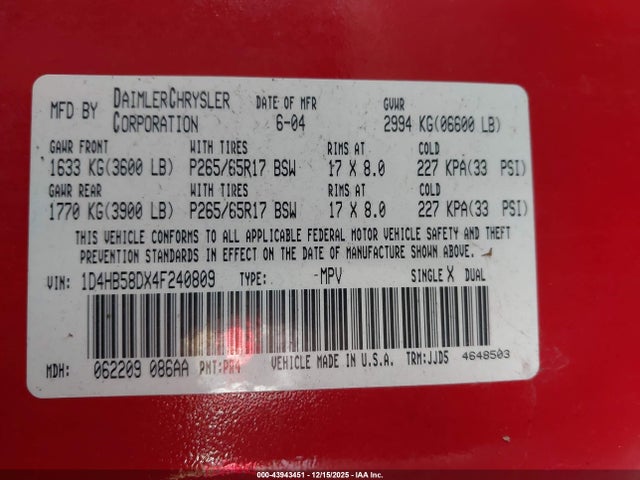 MFD BY DAIMLERCHRYSLER CORPORATION DATE OF MFR 6-04 GVWR 2994 KG(06600 LB)
GAWR FRONT WITH TIRES RIMS AT COLD
1633 KG(3600 LB) P265/65R17 BSW 17 X 8.0 227 KPA(33 PSI)
GAWR REAR WITH TIRES RIMS AT COLD
1770 KG(3900 LB) P265/65R17 BSW 17 X 8.0 227 KPA(33 PSI)
THIS VEHICLE CONFORMS TO ALL APPLICABLE FEDERAL MOTOR VEHICLE SAFETY AND THEFT
PREVENTION STANDARDS IN EFFECT ON THE DATE OF MANUFACTURE SHOWN ABOVE.
VIN: 1D4HB58DX4F240809 TYPE: -MPV SINGLE X DUAL
MDH: 062209 086AA PNT:PR4 VEHICLE MADE IN U.S.A. TRM:JJD5 4648503
000-43943451 - 12/15/2025 - IAA Inc.